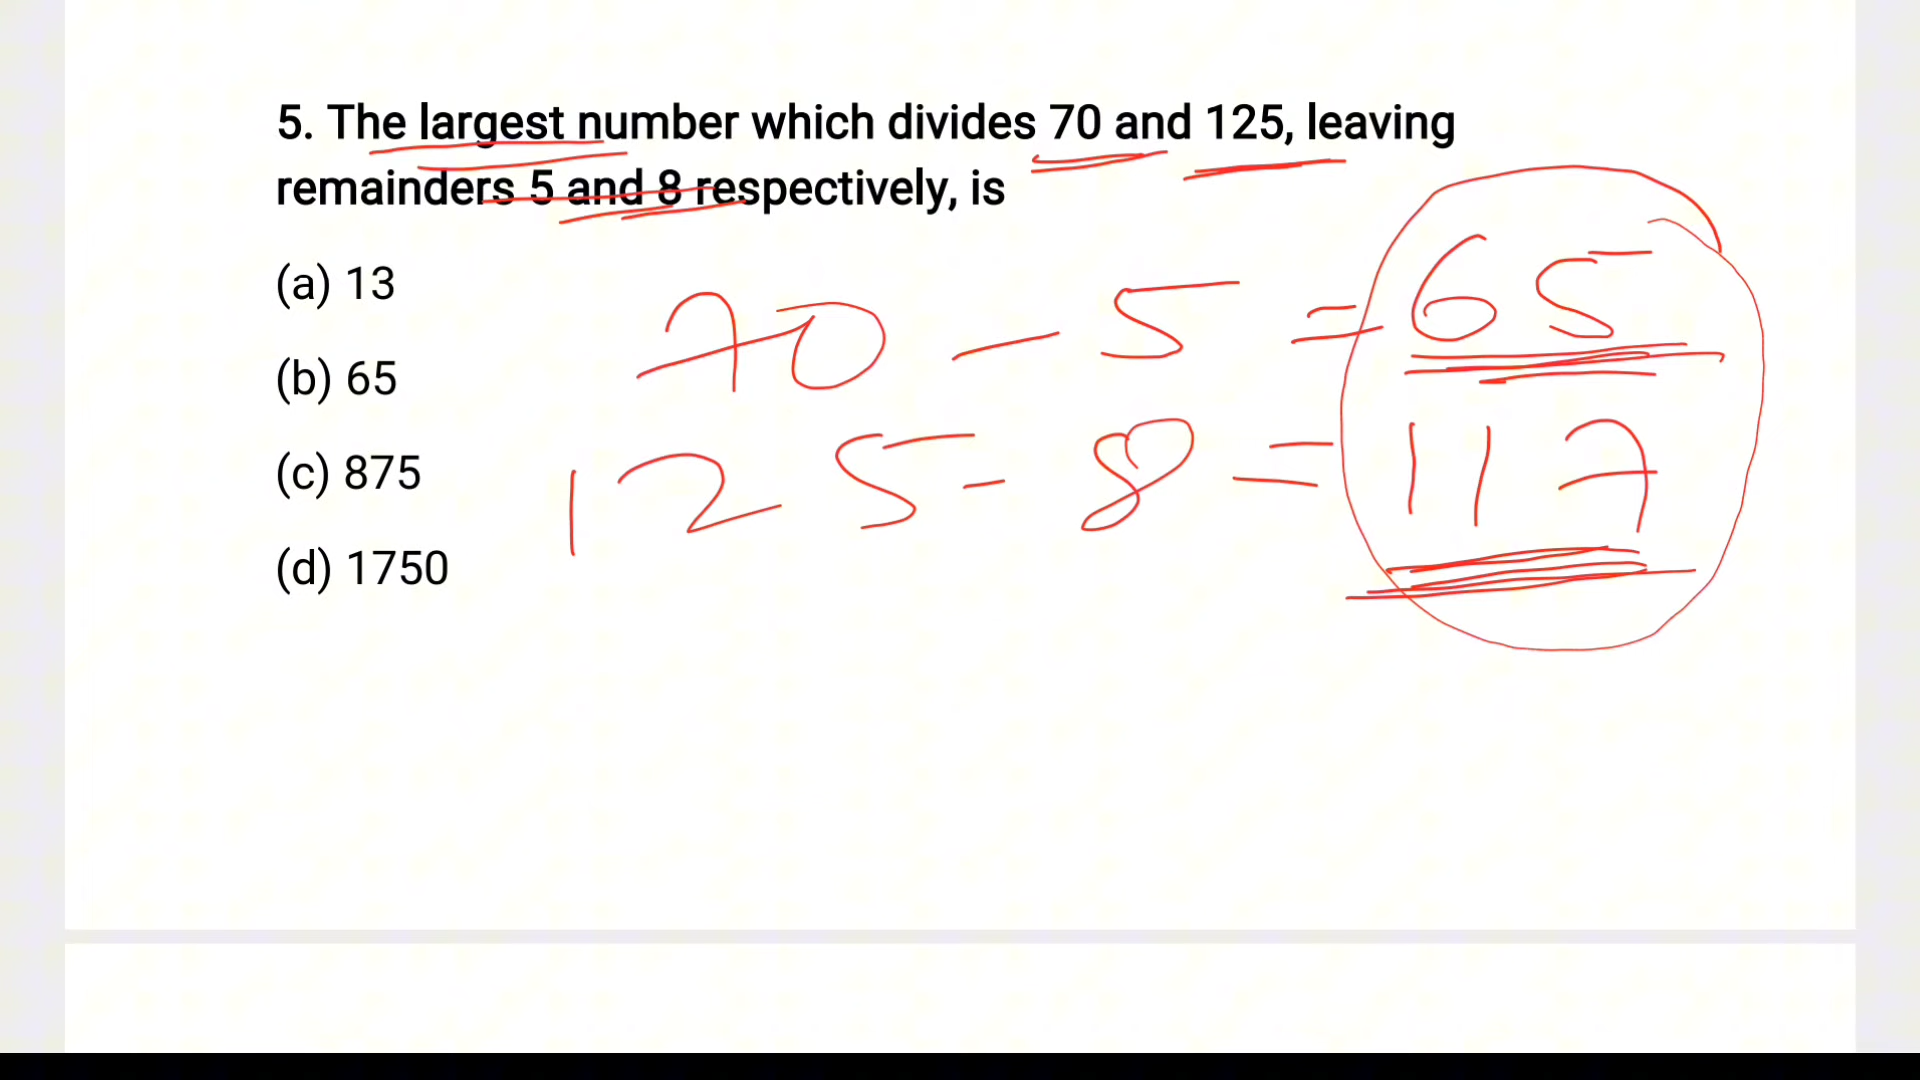 5. The largest number which divides 70 and 125, leaving
remainders 5 and 8 respectively, is
(a) 13
(b) 65
(c) 875
(d) 1750
70 - 5 = 65
125 - 8 = 117